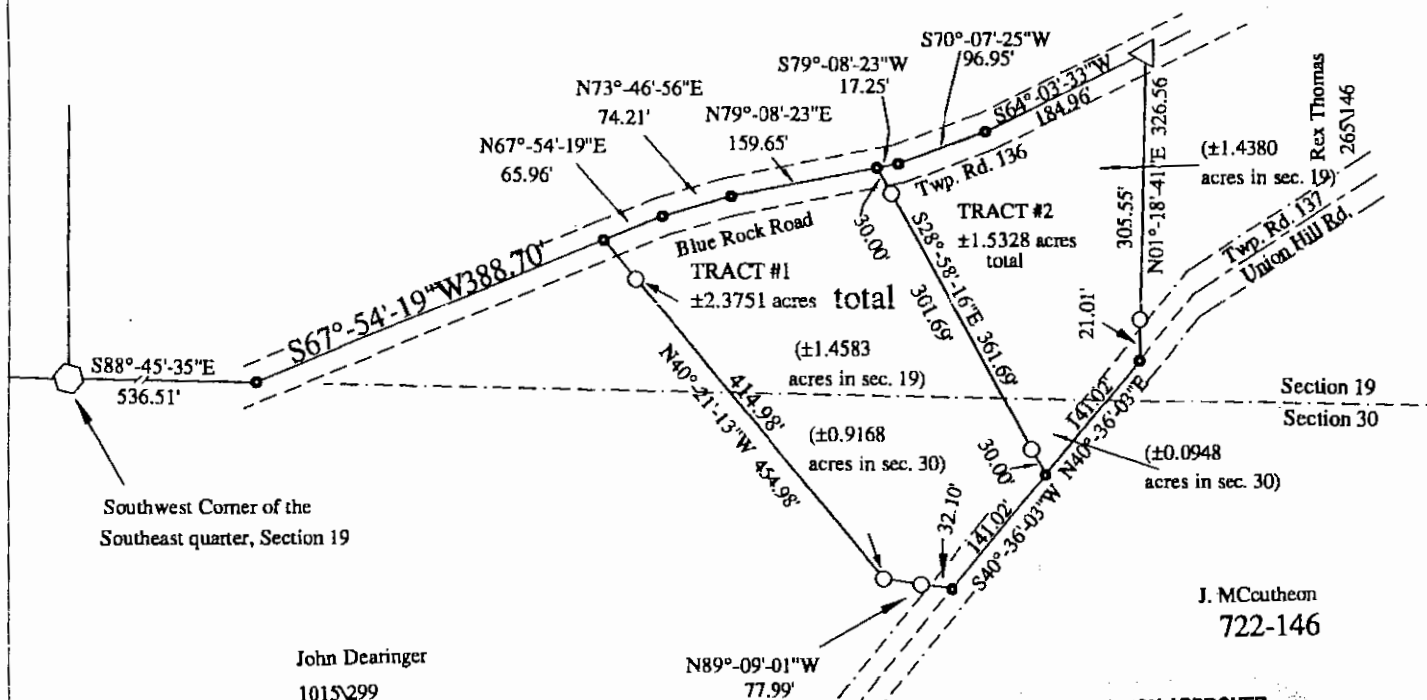 S70°-07'-25"W
96.95'
S79°-08'-23"W
17.25'
N73°-46'-56"E
74.21'
N79°-08'-23"E
159.65'
N67°-54'-19"E
65.96'
S64°-03'-33"W
184.96'
N01°-18'-41"E 326.56
305.55'
Rex Thomas
265\146
(±1.4380
acres in sec. 19)
Twp. Rd. 136
Blue Rock Road
30.00'
TRACT #2
±1.5328 acres
total
Twp. Rd. 137
Union Hill Rd.
TRACT #1
±2.3751 acres total
S28°-58'-16"E 361.69'
301.69'
21.01'
S67°-54'-19"W388.70'
S88°-45'-35"E
536.51'
(±1.4583
acres in sec. 19)
Section 19
Section 30
N40°-21'-13"W 454.98'
414.98'
141.02'
N40°-36'-03"E
(±0.9168
acres in sec. 30)
30.00'
(±0.0948
acres in sec. 30)
32.10'
141.02'
S40°-36'-03"W
Southwest Corner of the
Southeast quarter, Section 19
J. MCcutheon
722-146
John Dearinger
1015\299
N89°-09'-01"W
77.99'